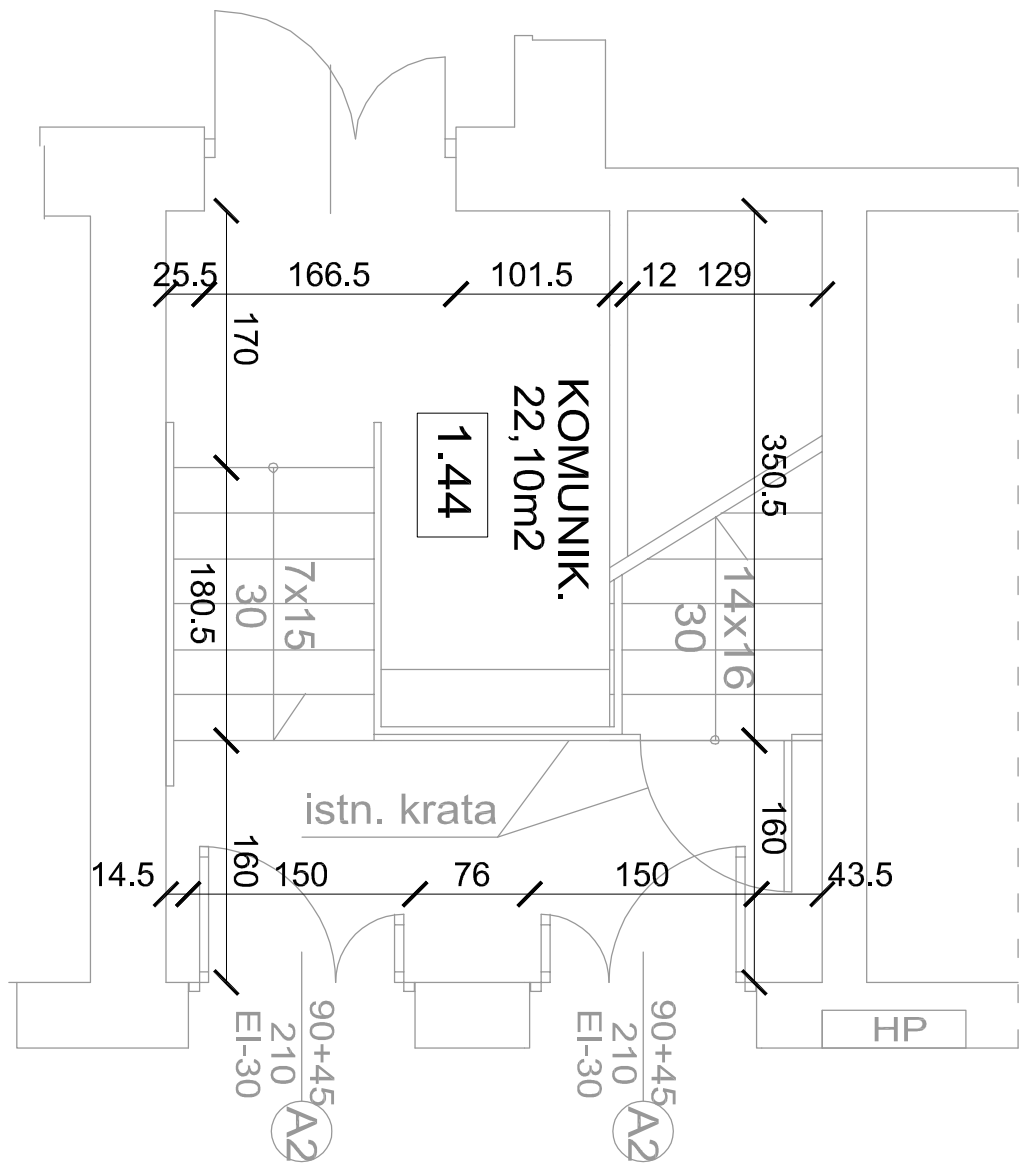 25.5
166.5
101.5
12
129
170
350.5
KOMUNIK.
22,10m2
1.44
7x15
30
180.5
14x16
30
istn. krata
160
160
14.5
150
76
150
43.5
90+45
210
EI-30
A2
90+45
210
EI-30
A2
HP